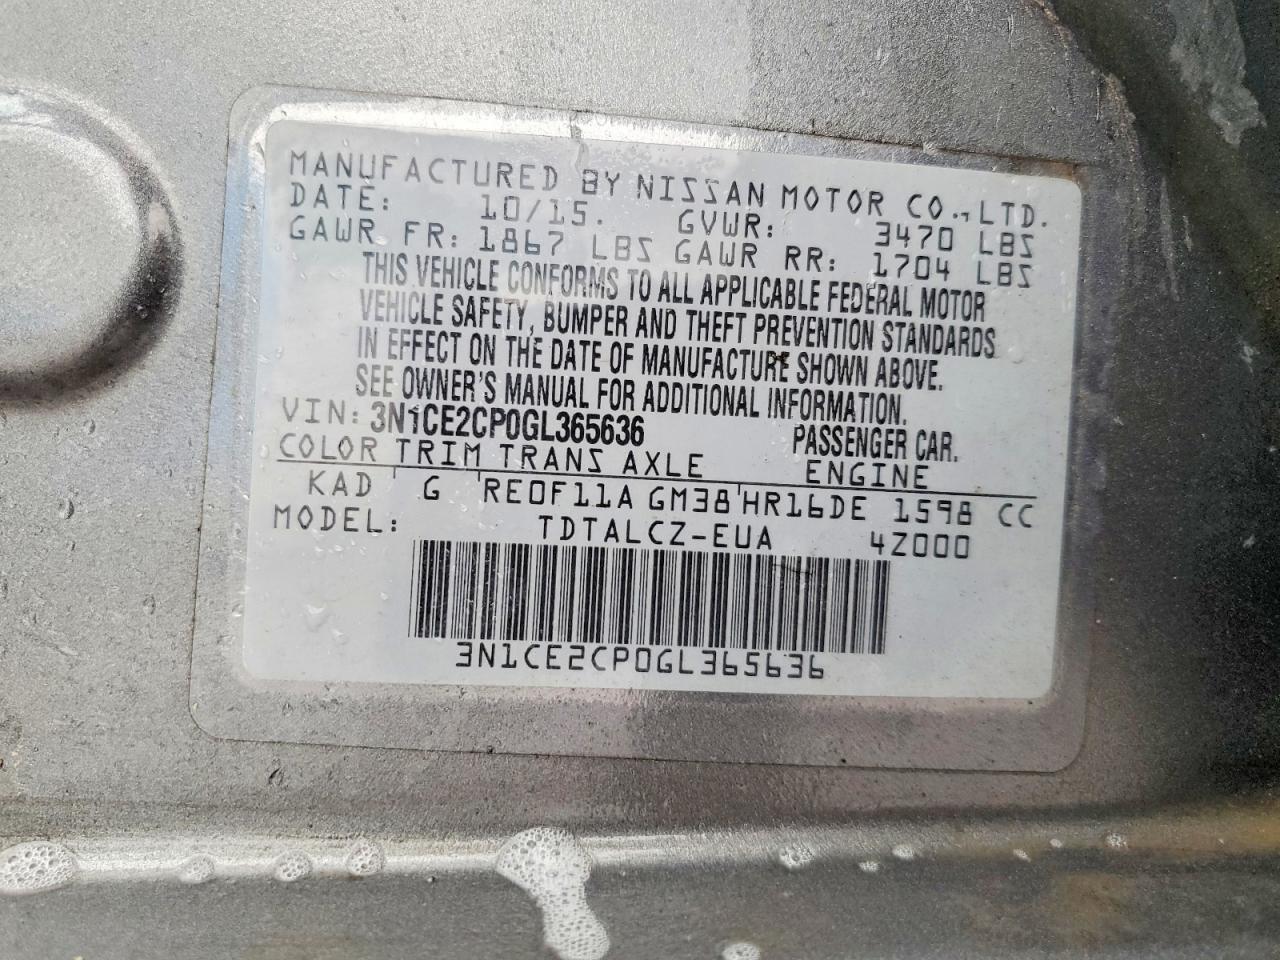 MANUFACTURED BY NISSAN MOTOR CO., LTD.
DATE: 10/15. GVWR: 3470 LBS
GAWR FR: 1867 LBS GAWR RR: 1704 LBS
THIS VEHICLE CONFORMS TO ALL APPLICABLE FEDERAL MOTOR
VEHICLE SAFETY, BUMPER AND THEFT PREVENTION STANDARDS
IN EFFECT ON THE DATE OF MANUFACTURE SHOWN ABOVE.
SEE OWNER'S MANUAL FOR ADDITIONAL INFORMATION.
VIN: 3N1CE2CP0GL365636 PASSENGER CAR.
COLOR TRIM TRANS AXLE ENGINE
KAD G RE0F11A GM38 HR16DE 1598 CC
MODEL: TDTALCZ-EUA 4Z000
3N1CE2CP0GL365636